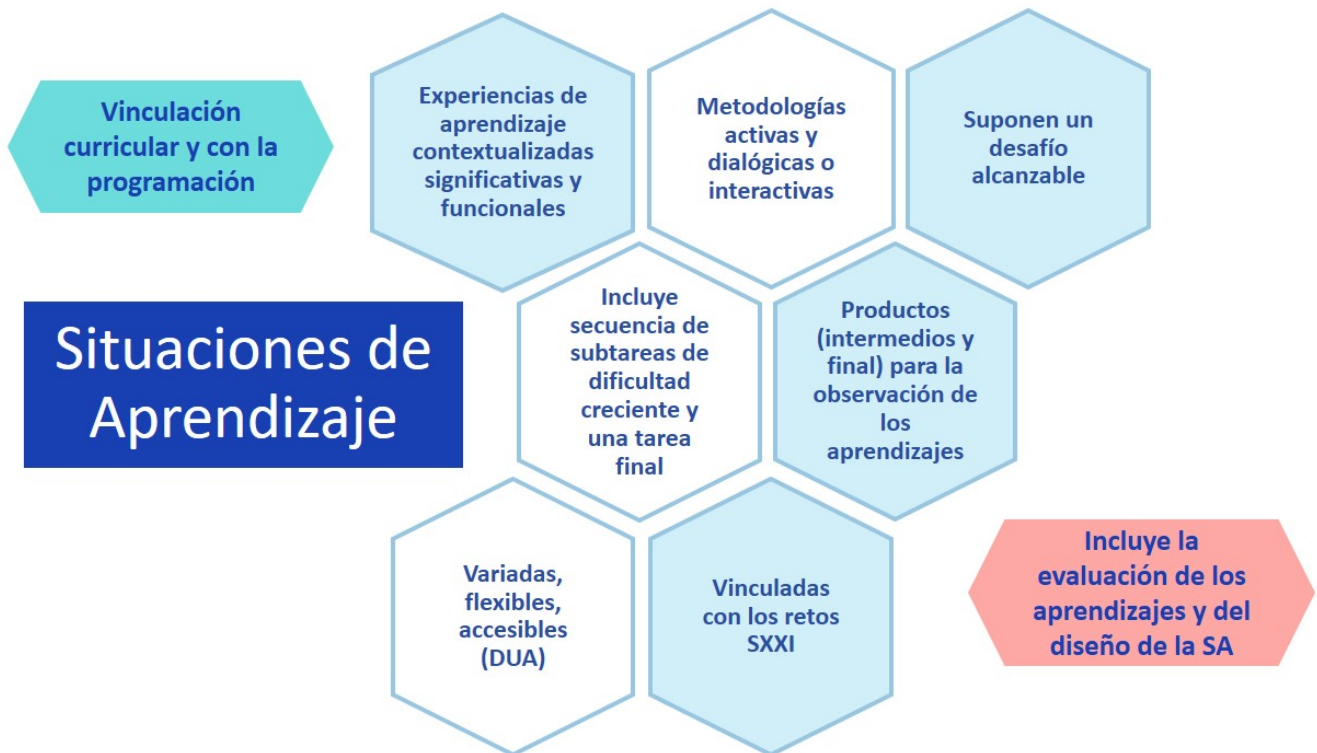 Vinculación
curricular y con la
programación
Experiencias de
aprendizaje
contextualizadas
significativas y
funcionales
Metodologías
activas y
dialógicas o
interactivas
Suponen un
desafío
alcanzable
Situaciones de
Aprendizaje
Incluye
secuencia de
subtareas de
dificultad
creciente y
una tarea
final
Productos
(intermedios y
final) para la
observación de
los
aprendizajes
Variadas,
flexibles,
accesibles
(DUA)
Vinculadas
con los retos
SXXI
Incluye la
evaluación de los
aprendizajes y del
diseño de la SA